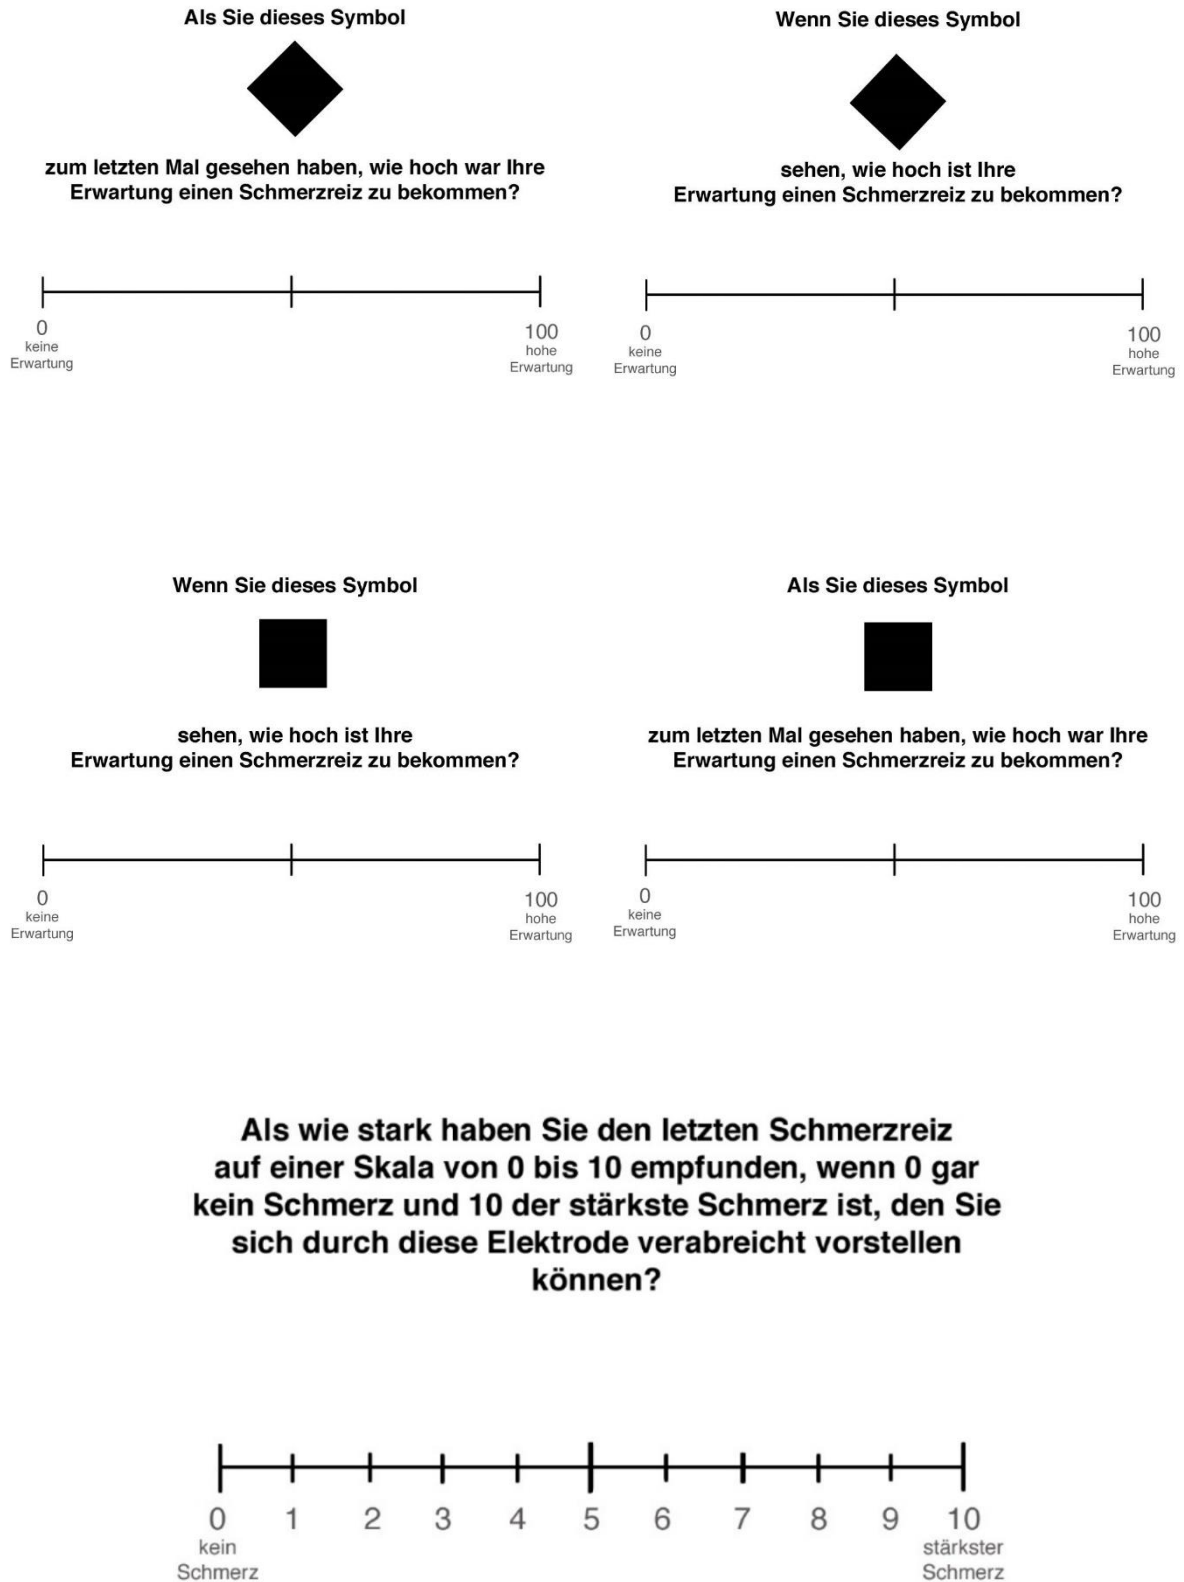 Als Sie dieses Symbol
zum letzten Mal gesehen haben, wie hoch war Ihre
Erwartung einen Schmerzreiz zu bekommen?
0
keine
Erwartung
100
hohe
Erwartung
Wenn Sie dieses Symbol
sehen, wie hoch ist Ihre
Erwartung einen Schmerzreiz zu bekommen?
0
keine
Erwartung
100
hohe
Erwartung
Wenn Sie dieses Symbol
sehen, wie hoch ist Ihre
Erwartung einen Schmerzreiz zu bekommen?
0
keine
Erwartung
100
hohe
Erwartung
Als Sie dieses Symbol
zum letzten Mal gesehen haben, wie hoch war Ihre
Erwartung einen Schmerzreiz zu bekommen?
0
keine
Erwartung
100
hohe
Erwartung
Als wie stark haben Sie den letzten Schmerzreiz
auf einer Skala von 0 bis 10 empfunden, wenn 0 gar
kein Schmerz und 10 der stärkste Schmerz ist, den Sie
sich durch diese Elektrode verabreicht vorstellen
können?
0 1 2 3 4 5 6 7 8 9 10
kein
Schmerz
stärkster
Schmerz